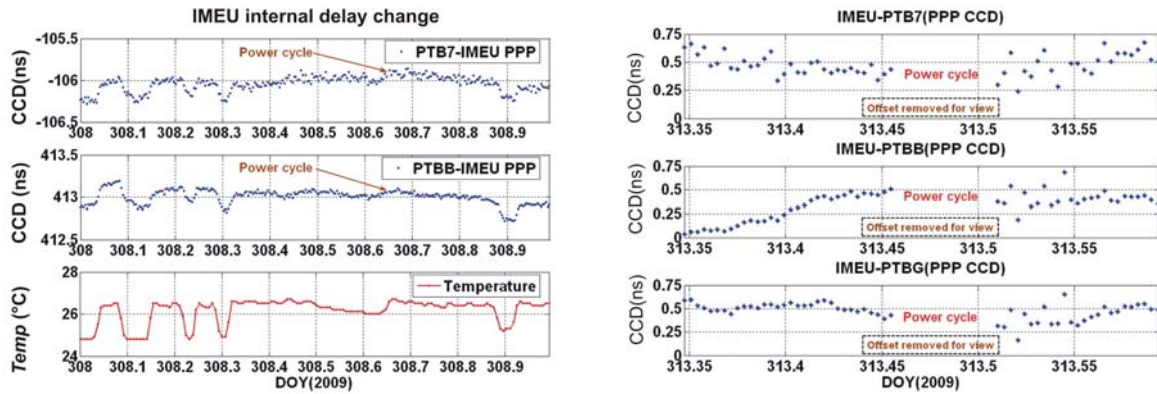 IMEU internal delay change
-105.5
-106
-106.5
CCD(ns)
Power cycle
PTB7-IMEU PPP
308 308.1 308.2 308.3 308.4 308.5 308.6 308.7 308.8 308.9
413.5
413
412.5
CCD (ns)
Power cycle
PTBB-IMEU PPP
308 308.1 308.2 308.3 308.4 308.5 308.6 308.7 308.8 308.9
28
26
24
Temp (°C)
Temperature
308 308.1 308.2 308.3 308.4 308.5 308.6 308.7 308.8 308.9
DOY(2009)
IMEU-PTB7(PPP CCD)
0.75
0.5
0.25
0
CCD(ns)
Power cycle
Offset removed for view
313.35 313.4 313.45 313.5 313.55
IMEU-PTBB(PPP CCD)
0.75
0.5
0.25
0
CCD(ns)
Power cycle
Offset removed for view
313.35 313.4 313.45 313.5 313.55
IMEU-PTBG(PPP CCD)
0.75
0.5
0.25
0
CCD(ns)
Power cycle
Offset removed for view
313.35 313.4 313.45 313.5 313.55
DOY(2009)